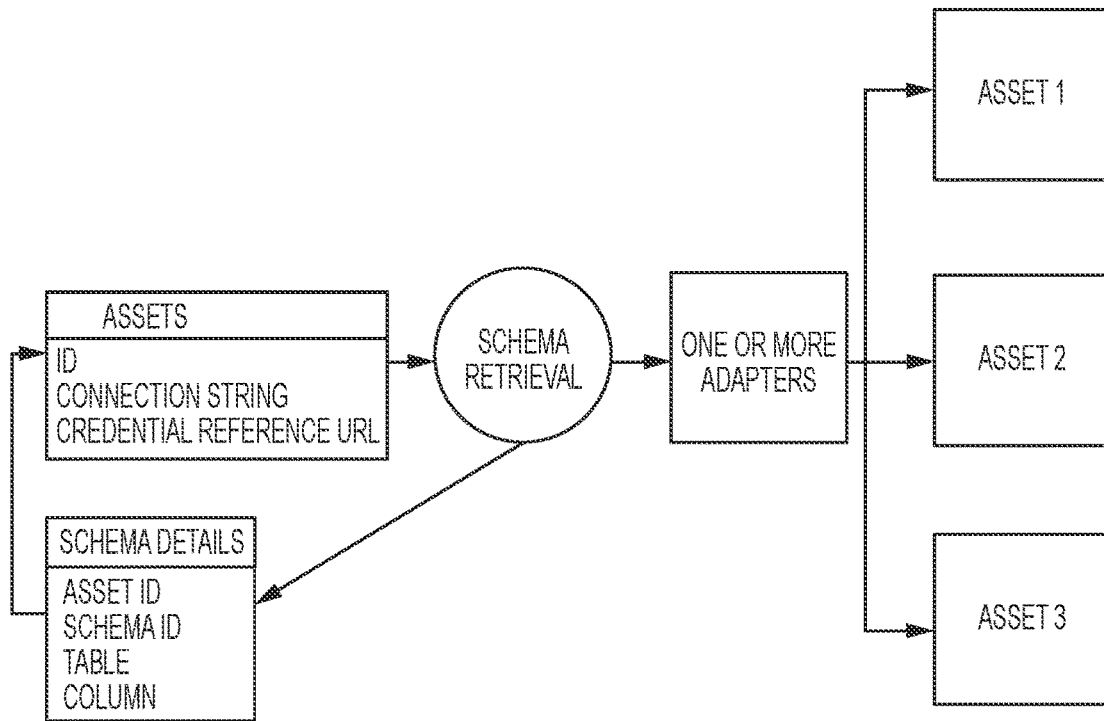 ASSETS
ID
CONNECTION STRING
CREDENTIAL REFERENCE URL
SCHEMA DETAILS
ASSET ID
SCHEMA ID
TABLE
COLUMN
SCHEMA
RETRIEVAL
ONE OR MORE
ADAPTERS
ASSET 1
ASSET 2
ASSET 3